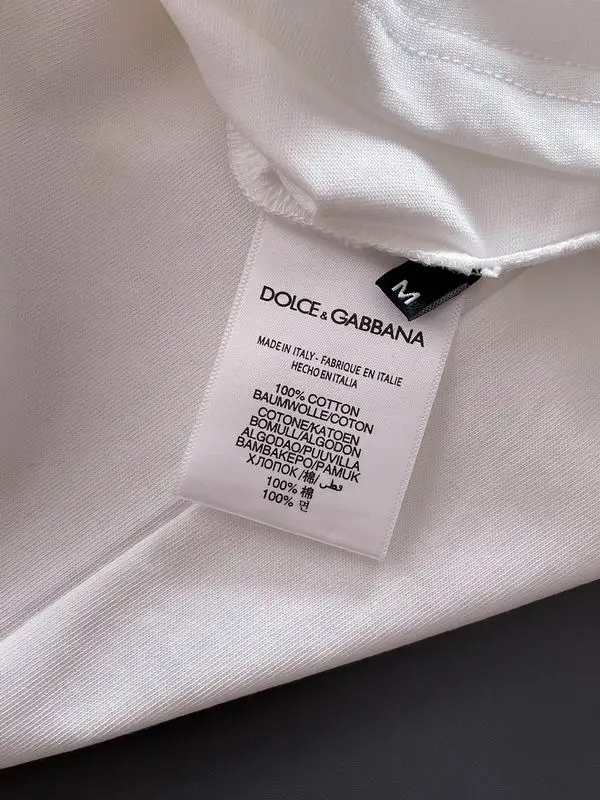 M
DOLCE & GABBANA
MADE IN ITALY - FABRIQUE EN ITALIE
HECHO EN ITALIA
100% COTTON
BAUMWOLLE/COTON
COTONE/KATOEN
BOMULL/ALGODÓN
ALGODAO/PUUVILLA
BAMBAKEPO/PAMUK
ХЛОПОК /棉/قطن
100% 棉
100% 면